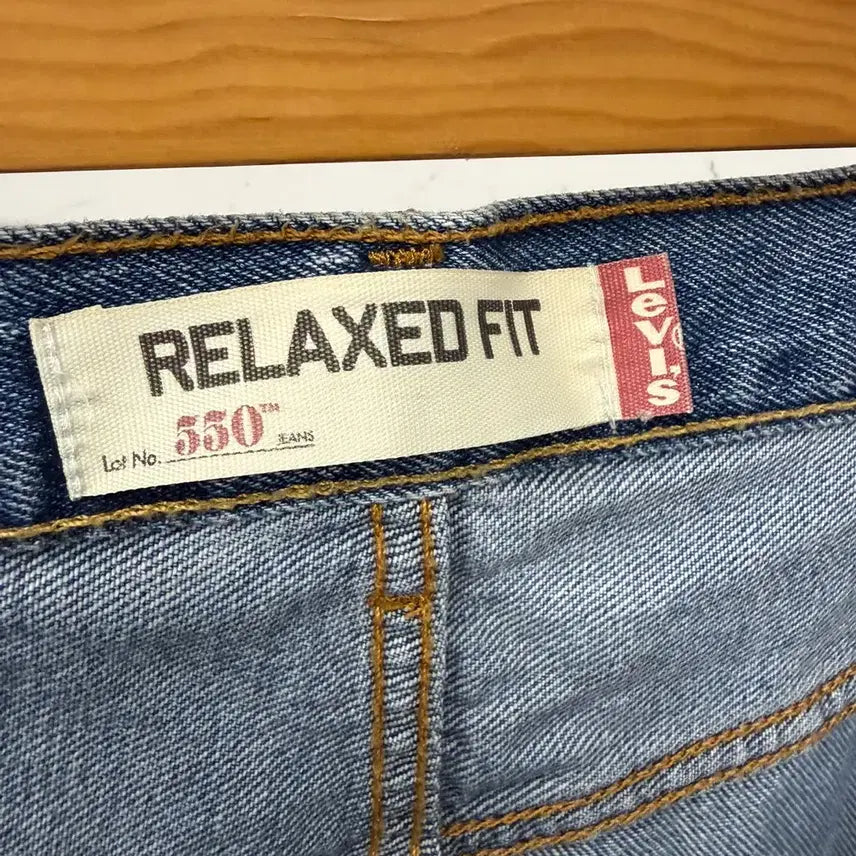 RELAXED FIT
Lot No. 550™ JEANS
Levi's®